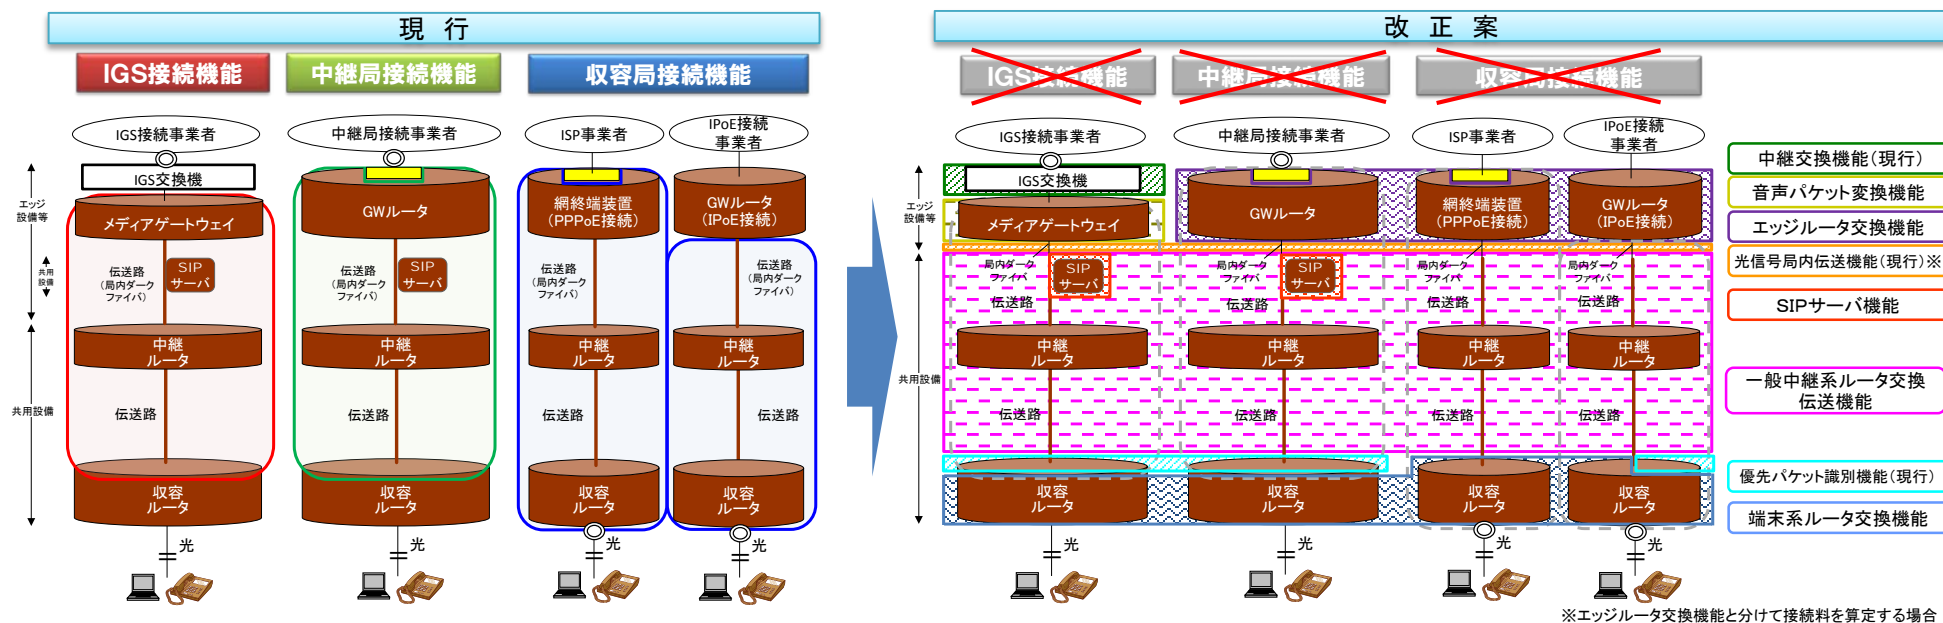 現 行
IGS接続機能
中継局接続機能
収容局接続機能
IGS接続事業者
中継局接続事業者
ISP事業者
IPoE接続
事業者
エッジ
設備等
共用
設備
共用設備
IGS交換機
メディアゲートウェイ
伝送路
(局内ダーク
ファイバ)
SIP
サーバ
中継
ルータ
伝送路
収容
ルータ
光
GWルータ
伝送路
(局内ダーク
ファイバ)
SIP
サーバ
中継
ルータ
伝送路
収容
ルータ
光
網終端装置
(PPPoE接続)
伝送路
(局内ダーク
ファイバ)
中継
ルータ
伝送路
収容
ルータ
光
GWルータ
(IPoE接続)
伝送路
(局内ダーク
ファイバ)
中継
ルータ
伝送路
収容
ルータ
光
改 正 案
IGS接続機能
中継局接続機能
収容局接続機能
IGS接続事業者
中継局接続事業者
ISP事業者
IPoE接続
事業者
エッジ
設備等
共用設備
IGS交換機
メディアゲートウェイ
局内ダーク
ファイバ
SIP
サーバ
伝送路
中継
ルータ
伝送路
収容
ルータ
光
GWルータ
局内ダーク
ファイバ
SIP
サーバ
伝送路
中継
ルータ
伝送路
収容
ルータ
光
網終端装置
(PPPoE接続)
局内ダーク
ファイバ
伝送路
中継
ルータ
伝送路
収容
ルータ
光
GWルータ
(IPoE接続)
局内ダーク
ファイバ
伝送路
中継
ルータ
伝送路
収容
ルータ
光
中継交換機能(現行)
音声パケット変換機能
エッジルータ交換機能
光信号局内伝送機能(現行)※
SIPサーバ機能
一般中継系ルータ交換
伝送機能
優先パケット識別機能(現行)
端末系ルータ交換機能
※エッジルータ交換機能と分けて接続料を算定する場合